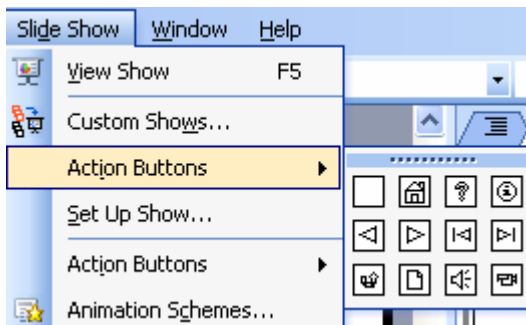 Slide Show Window Help
View Show F5
Custom Shows...
Action Buttons
Set Up Show...
Action Buttons
Animation Schemes...